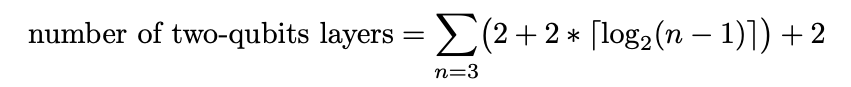 number of two-qubits layers = ∑(2 + 2 ∗ ⌈log₂(n − 1)⌉) + 2
n=3